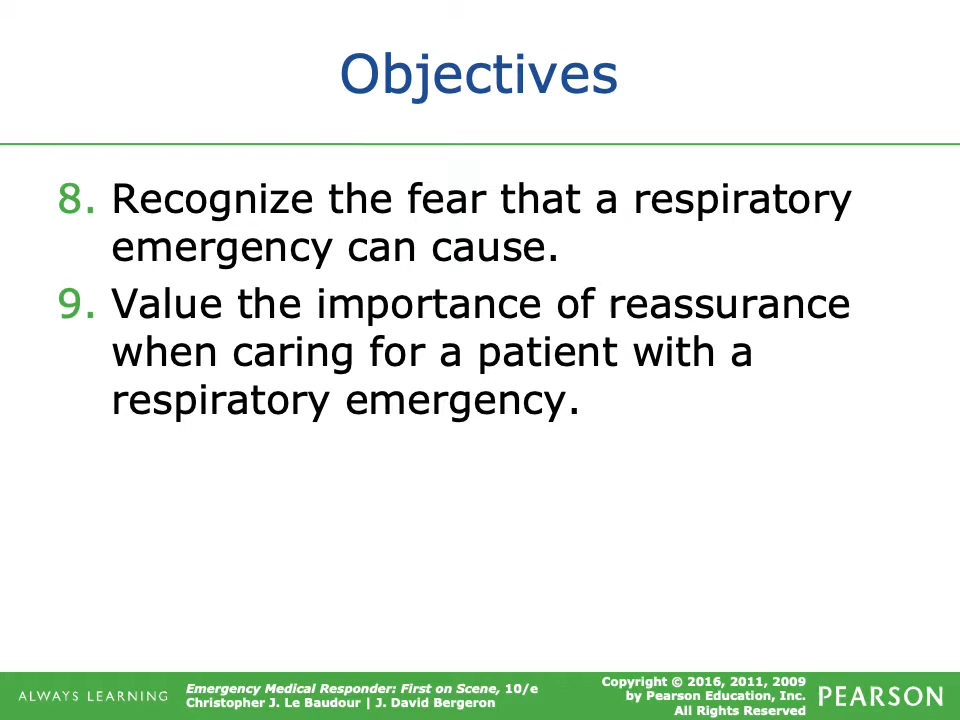 Objectives
8. Recognize the fear that a respiratory
emergency can cause.
9. Value the importance of reassurance
when caring for a patient with a
respiratory emergency.
ALWAYS LEARNING
Emergency Medical Responder: First on Scene, 10/e
Christopher J. Le Baudour | J. David Bergeron
Copyright © 2016, 2011, 2009
by Pearson Education, Inc.
All Rights Reserved
PEARSON